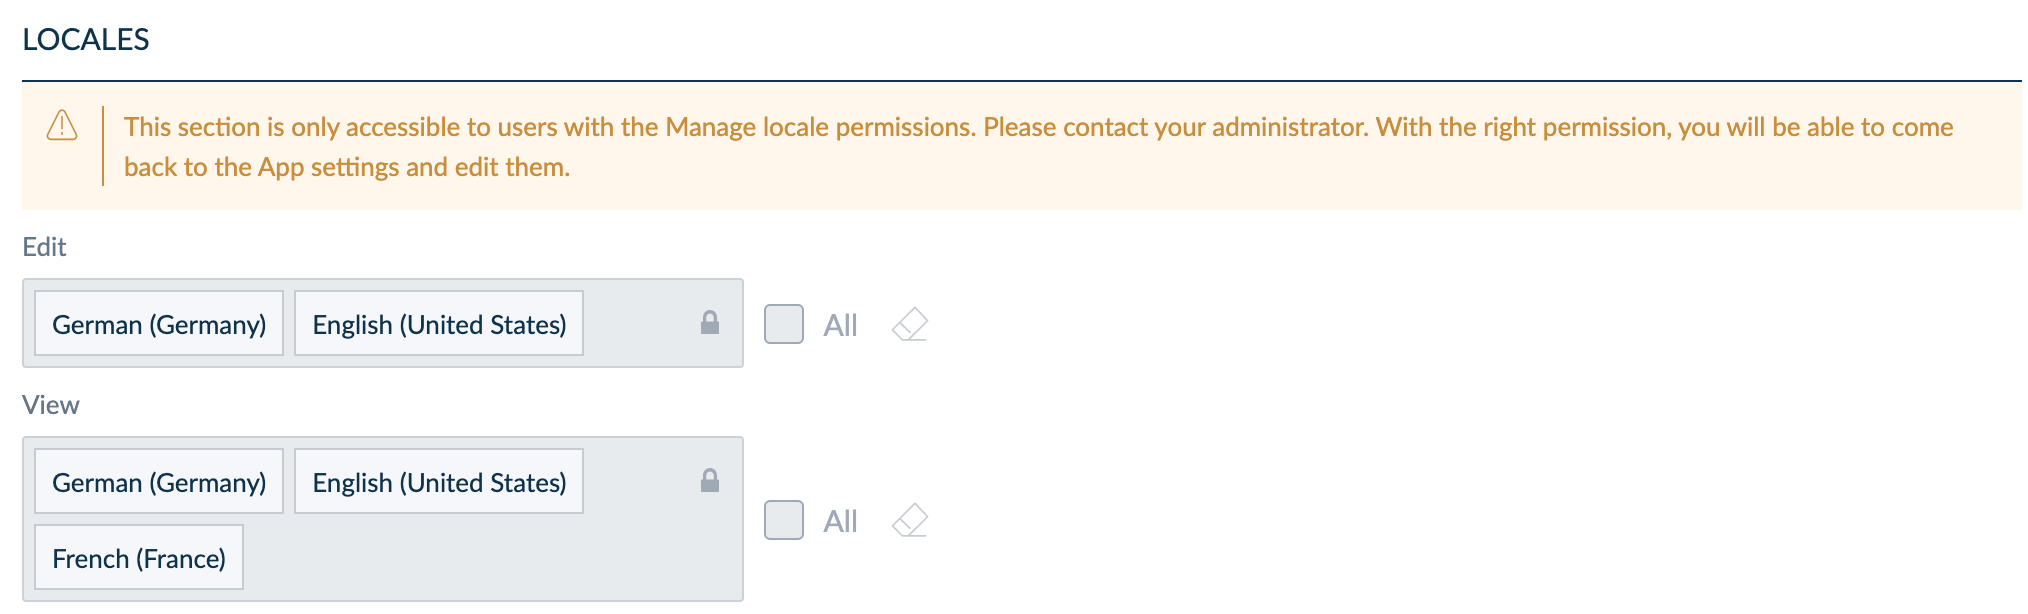 LOCALES
This section is only accessible to users with the Manage locale permissions. Please contact your administrator. With the right permission, you will be able to come
back to the App settings and edit them.
Edit
German (Germany) English (United States) All
View
German (Germany) English (United States)
All
French (France)